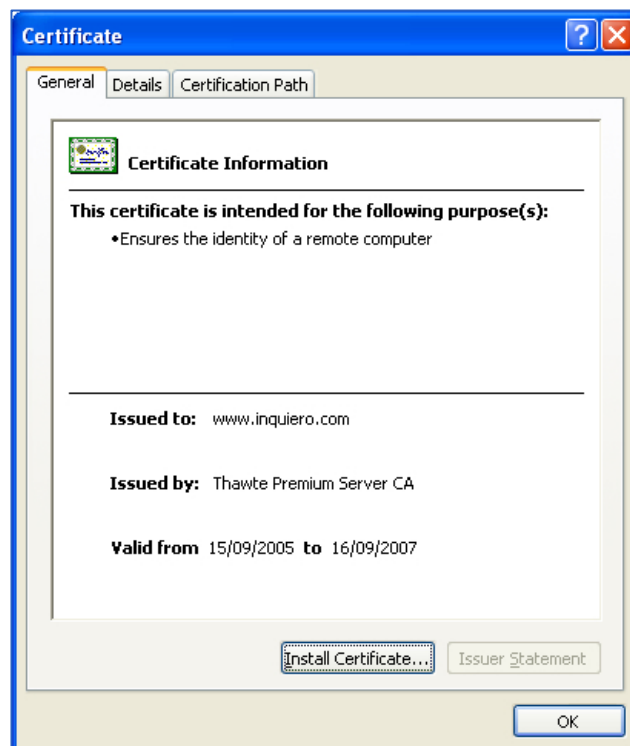 Certificate
General Details Certification Path
Certificate Information
This certificate is intended for the following purpose(s):
•Ensures the identity of a remote computer
Issued to: www.inquiero.com
Issued by: Thawte Premium Server CA
Valid from 15/09/2005 to 16/09/2007
Install Certificate... Issuer Statement
OK